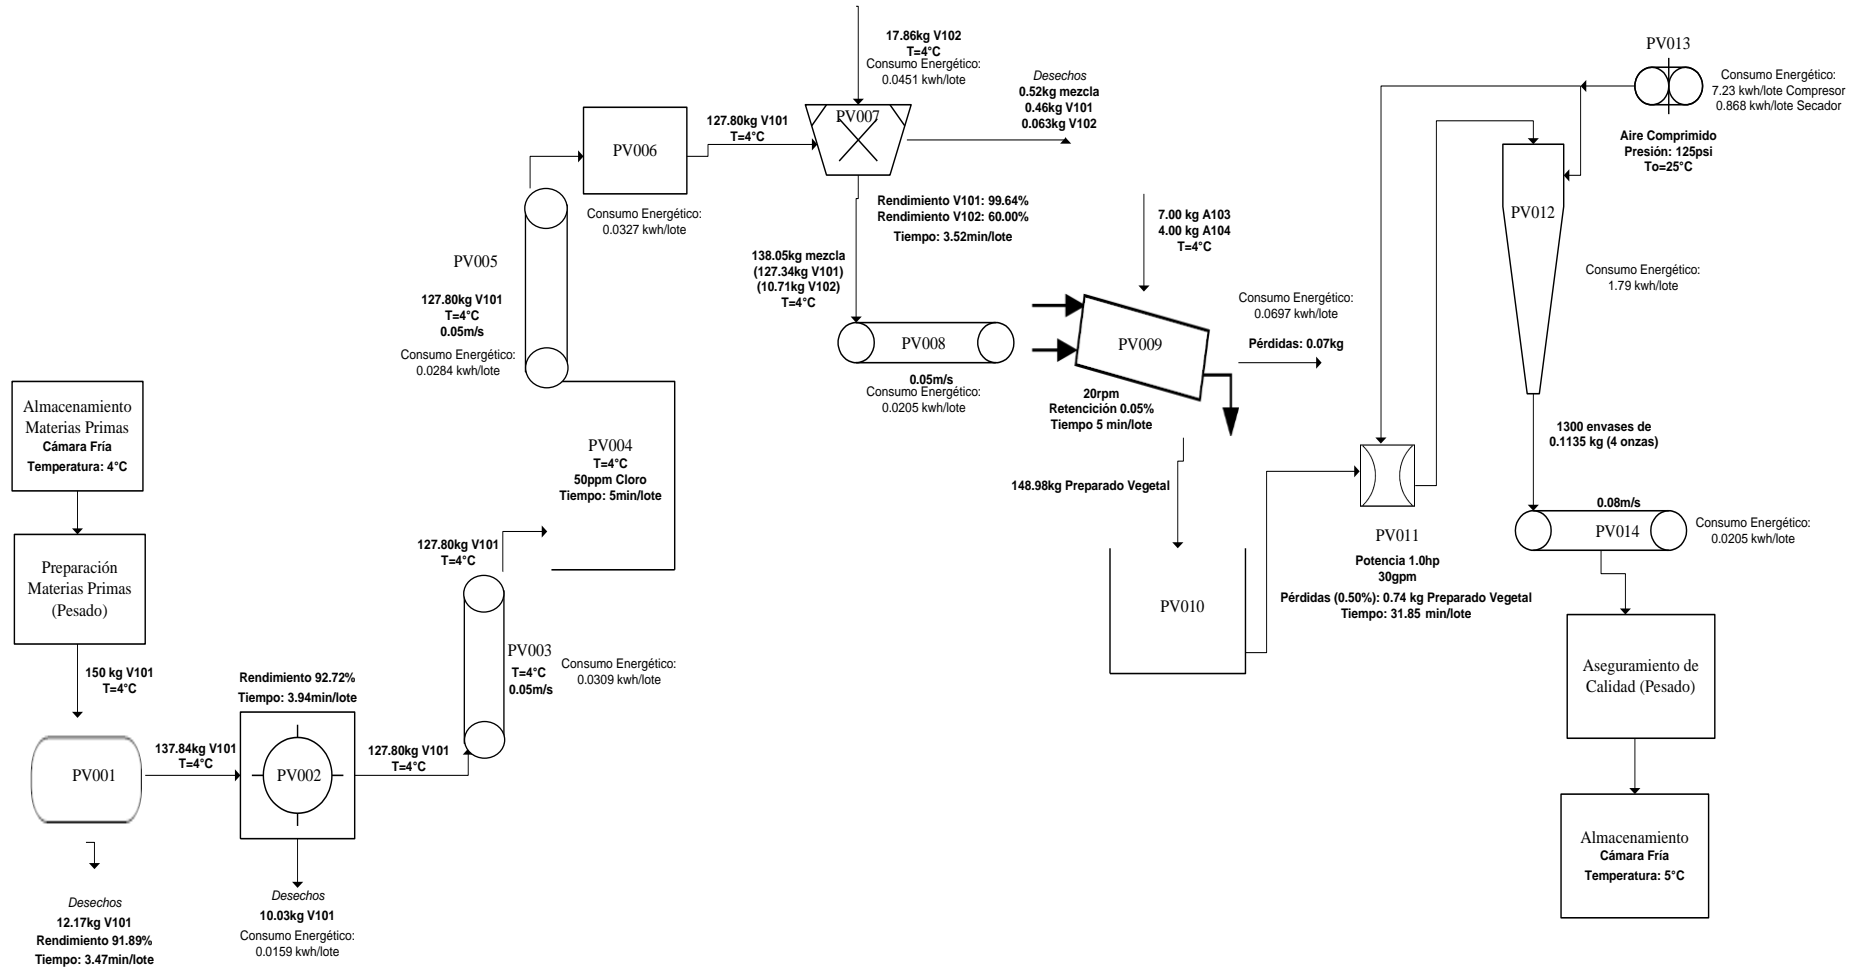 Almacenamiento
Materias Primas
Cámara Fría
Temperatura: 4°C
Preparación
Materias Primas
(Pesado)
150 kg V101
T=4°C
PV001
Desechos
12.17kg V101
Rendimiento 91.89%
Tiempo: 3.47min/lote
137.84kg V101
T=4°C
Rendimiento 92.72%
Tiempo: 3.94min/lote
PV002
Desechos
10.03kg V101
Consumo Energético:
0.0159 kwh/lote
127.80kg V101
T=4°C
PV003
T=4°C
0.05m/s
Consumo Energético:
0.0309 kwh/lote
127.80kg V101
T=4°C
PV004
T=4°C
50ppm Cloro
Tiempo: 5min/lote
PV005
127.80kg V101
T=4°C
0.05m/s
Consumo Energético:
0.0284 kwh/lote
PV006
Consumo Energético:
0.0327 kwh/lote
127.80kg V101
T=4°C
17.86kg V102
T=4°C
Consumo Energético:
0.0451 kwh/lote
PV007
Desechos
0.52kg mezcla
0.46kg V101
0.063kg V102
Rendimiento V101: 99.64%
Rendimiento V102: 60.00%
Tiempo: 3.52min/lote
138.05kg mezcla
(127.34kg V101)
(10.71kg V102)
T=4°C
PV008
0.05m/s
Consumo Energético:
0.0205 kwh/lote
7.00 kg A103
4.00 kg A104
T=4°C
PV009
Consumo Energético:
0.0697 kwh/lote
Pérdidas: 0.07kg
20rpm
Retencición 0.05%
Tiempo 5 min/lote
148.98kg Preparado Vegetal
PV010
PV011
Potencia 1.0hp
30gpm
Pérdidas (0.50%): 0.74 kg Preparado Vegetal
Tiempo: 31.85 min/lote
PV012
Consumo Energético:
1.79 kwh/lote
PV013
Consumo Energético:
7.23 kwh/lote Compresor
0.868 kwh/lote Secador
Aire Comprimido
Presión: 125psi
To=25°C
1300 envases de
0.1135 kg (4 onzas)
0.08m/s
PV014
Consumo Energético:
0.0205 kwh/lote
Aseguramiento de
Calidad (Pesado)
Almacenamiento
Cámara Fría
Temperatura: 5°C